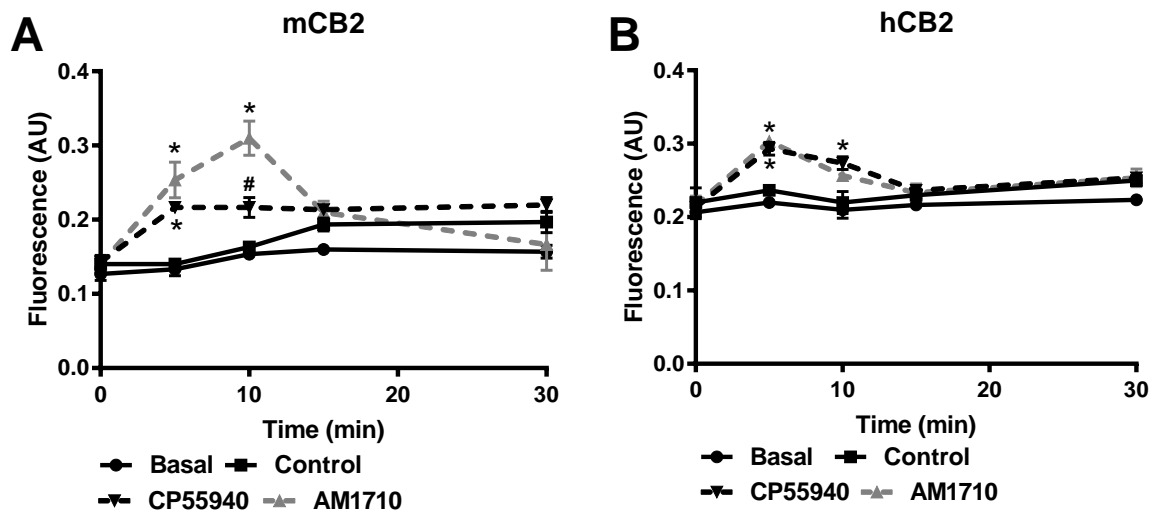 A
mCB2
Fluorescence (AU)
0.4
0.3
0.2
0.1
0.0
*
*
#
*
0
10
20
30
Time (min)
Basal
Control
CP55940
AM1710
B
hCB2
Fluorescence (AU)
0.4
0.3
0.2
0.1
0.0
*
*
*
0
10
20
30
Time (min)
Basal
Control
CP55940
AM1710